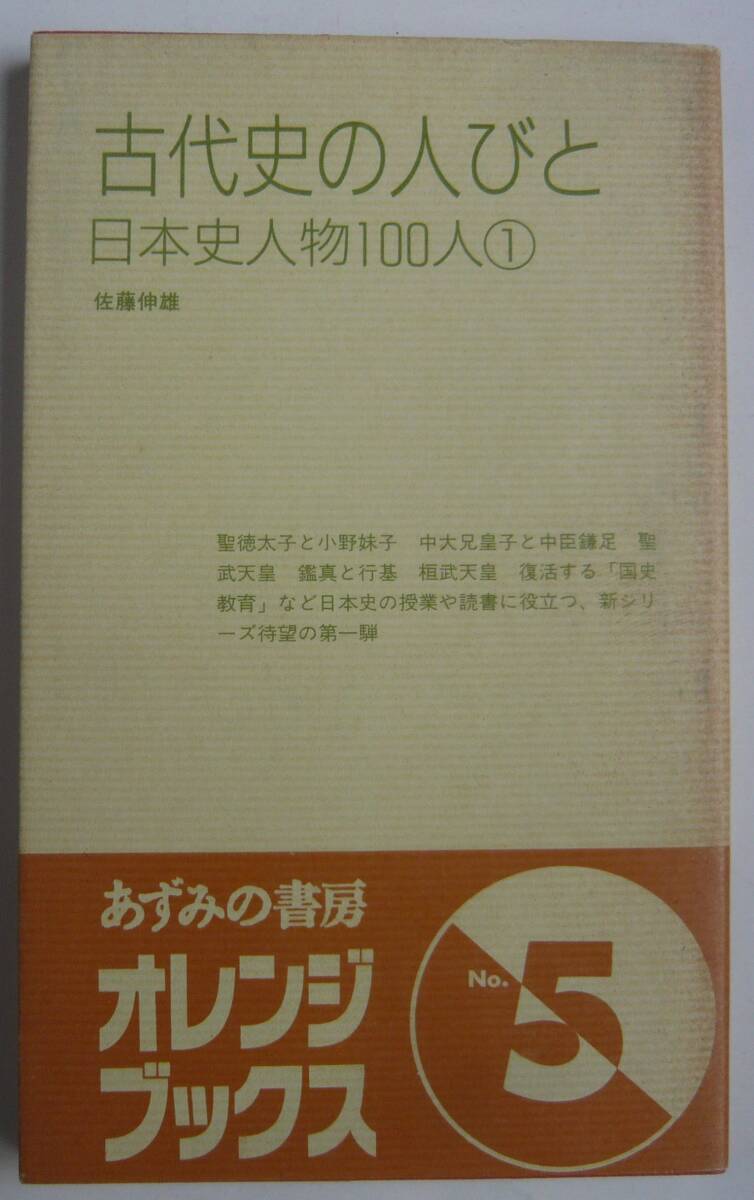 古代史の人びと
日本史人物100人①
佐藤伸雄
聖徳太子と小野妹子　中大兄皇子と中臣鎌足　聖
武天皇　鑑真と行基　桓武天皇　復活する「国史
教育」など日本史の授業や読書に役立つ、新シリ
ーズ待望の第一騨
あずみの書房
オレンジ
ブックス
No. 5